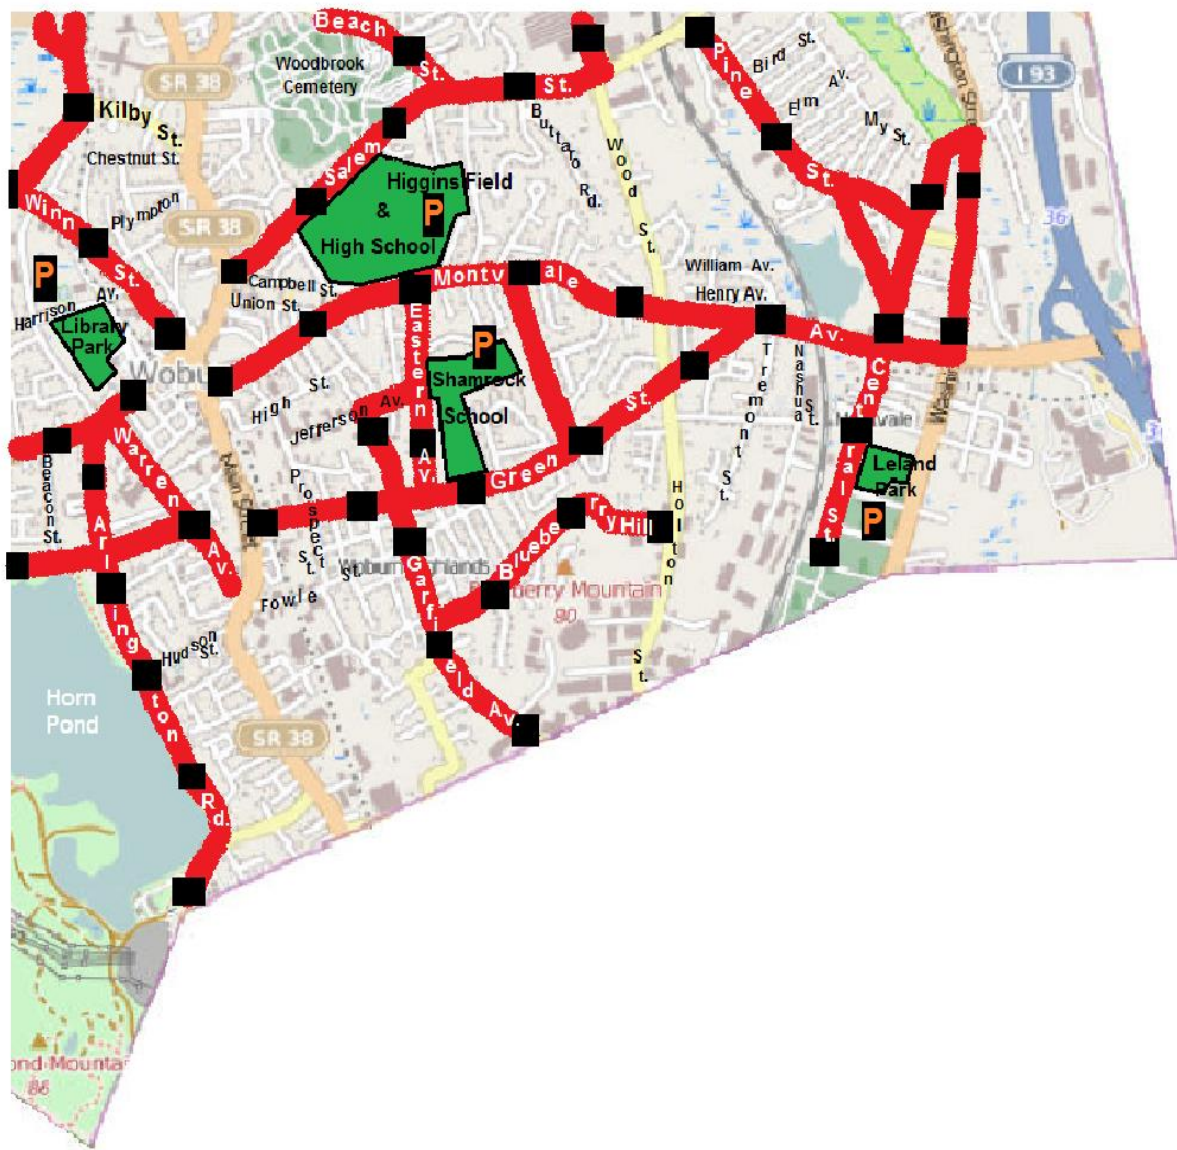 Beach St.
Pine St.
Bird St.
Elm Av.
My St.
I 93
Woodbrook
Cemetery
SR 38
Kilby St.
Chestnut St.
Salem St.
Buttaro Rd.
Wood St.
Winn St.
Plympton
SR 38
Higgins Field
&
High School
P
36
P
Harrison Av.
Library
Park
Campbell St.
Union St.
Montvale Av.
William Av.
Henry Av.
Eastern Av.
P
Shamrock
School
High St.
Jefferson Av.
Green St.
Tremont St.
Nashua St.
Central St.
Leland
Park
P
Warren Av.
Beacon St.
Arlington Rd.
Prospect St.
Fowle St.
Garfield Av.
Blueberry Hill
Holton St.
Mountain
90
Hudson St.
Horn
Pond
SR 38
86